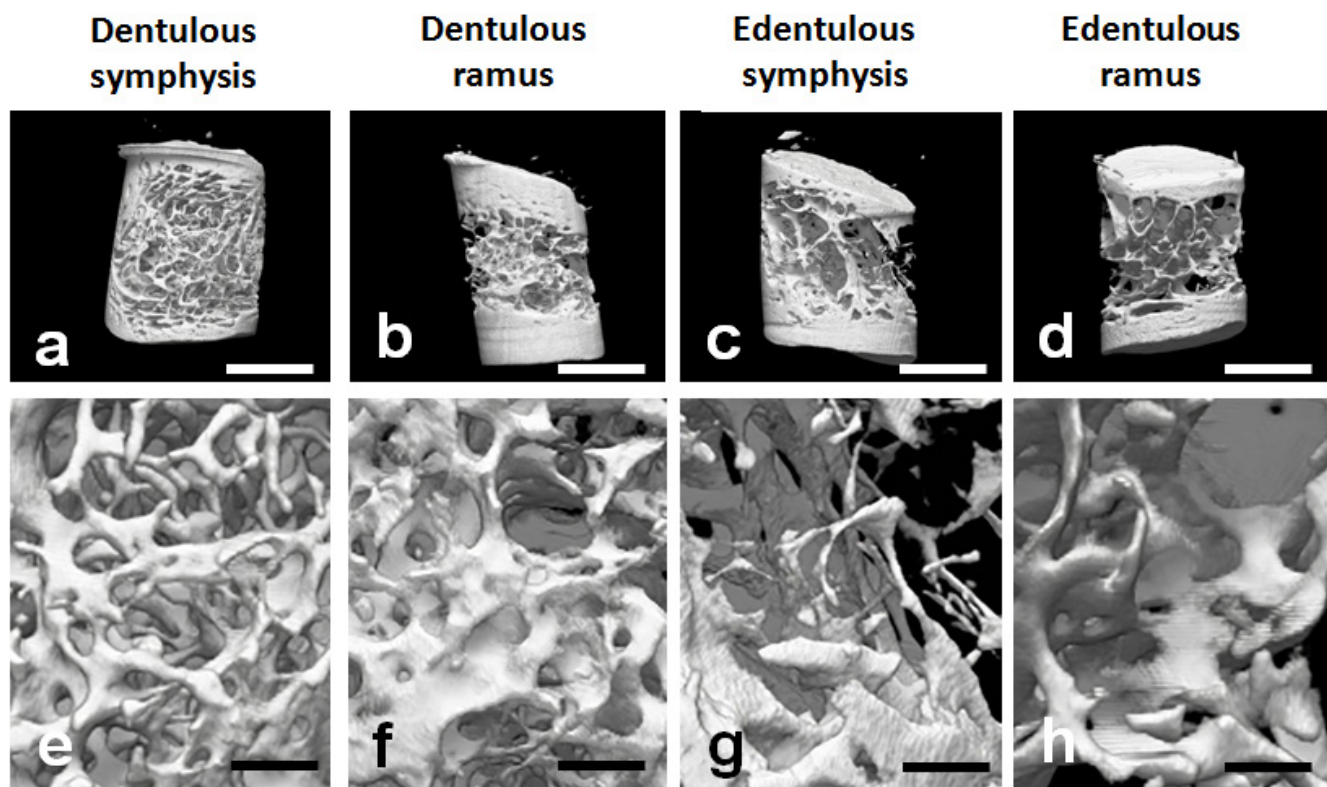 Dentulous symphysis
Dentulous ramus
Edentulous symphysis
Edentulous ramus
a
b
c
d
e
f
g
h